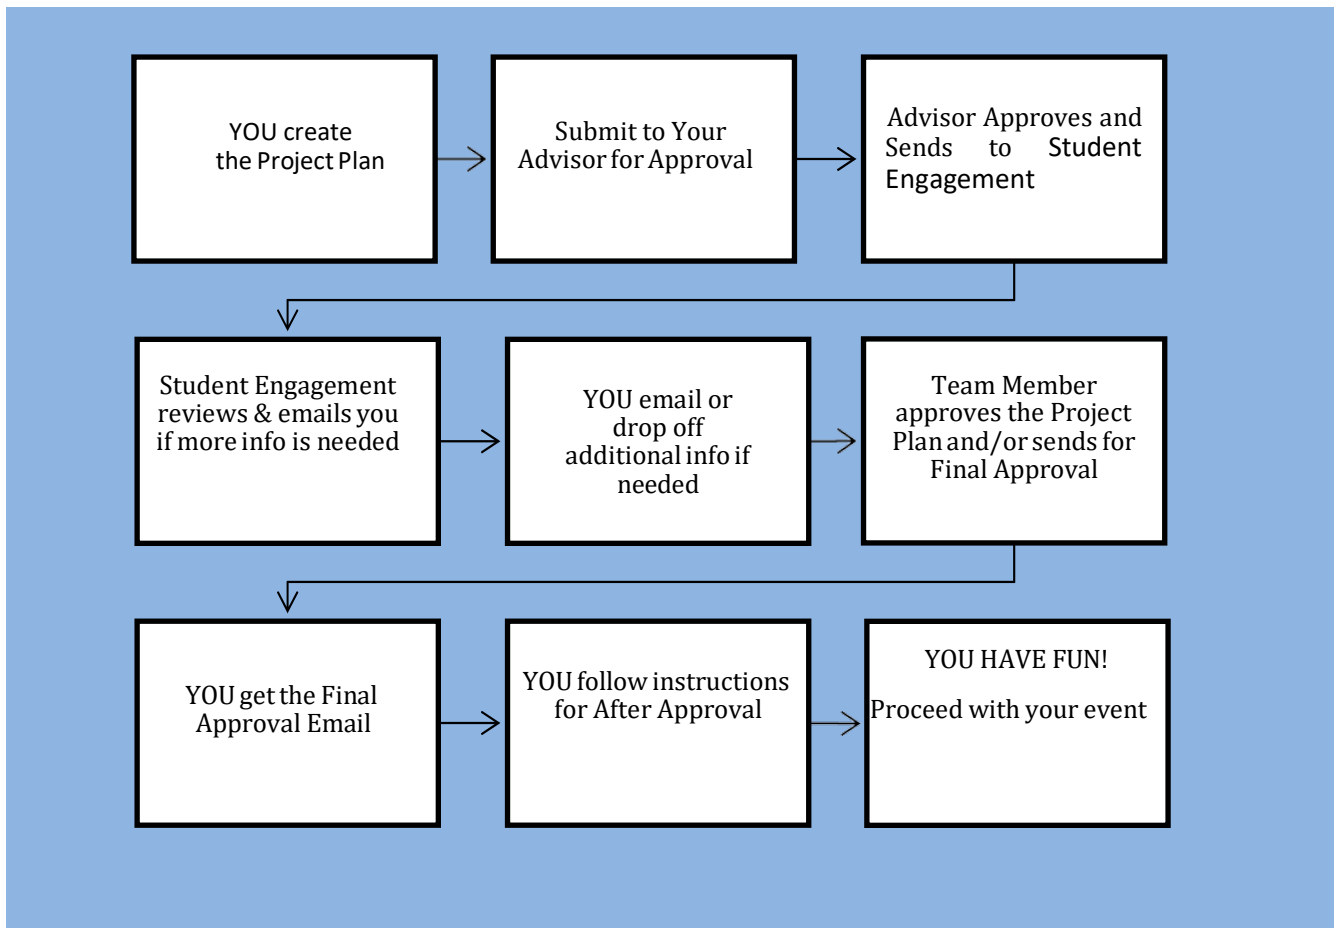 YOU create
the Project Plan
Submit to Your
Advisor for Approval
Advisor Approves and
Sends to Student
Engagement
Student Engagement
reviews & emails you
if more info is needed
YOU email or
drop off
additional info if
needed
Team Member
approves the Project
Plan and/or sends for
Final Approval
YOU get the Final
Approval Email
YOU follow instructions
for After Approval
YOU HAVE FUN!
Proceed with your event